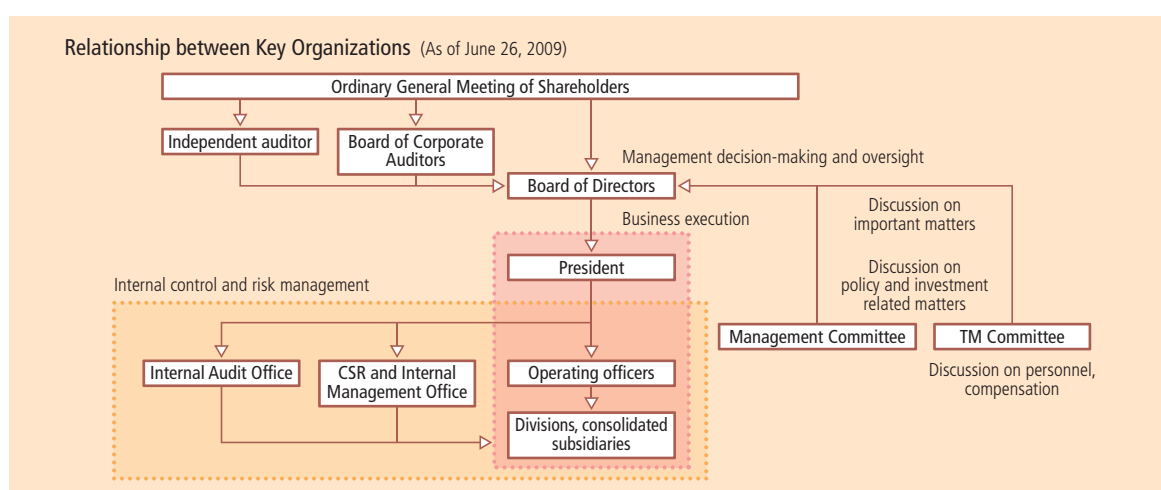 Relationship between Key Organizations (As of June 26, 2009)
Ordinary General Meeting of Shareholders
Independent auditor
Board of Corporate
Auditors
Management decision-making and oversight
Board of Directors
Discussion on
important matters
Business execution
President
Discussion on
policy and investment
related matters
Internal control and risk management
Management Committee
TM Committee
Internal Audit Office
CSR and Internal
Management Office
Operating officers
Discussion on personnel,
compensation
Divisions, consolidated
subsidiaries